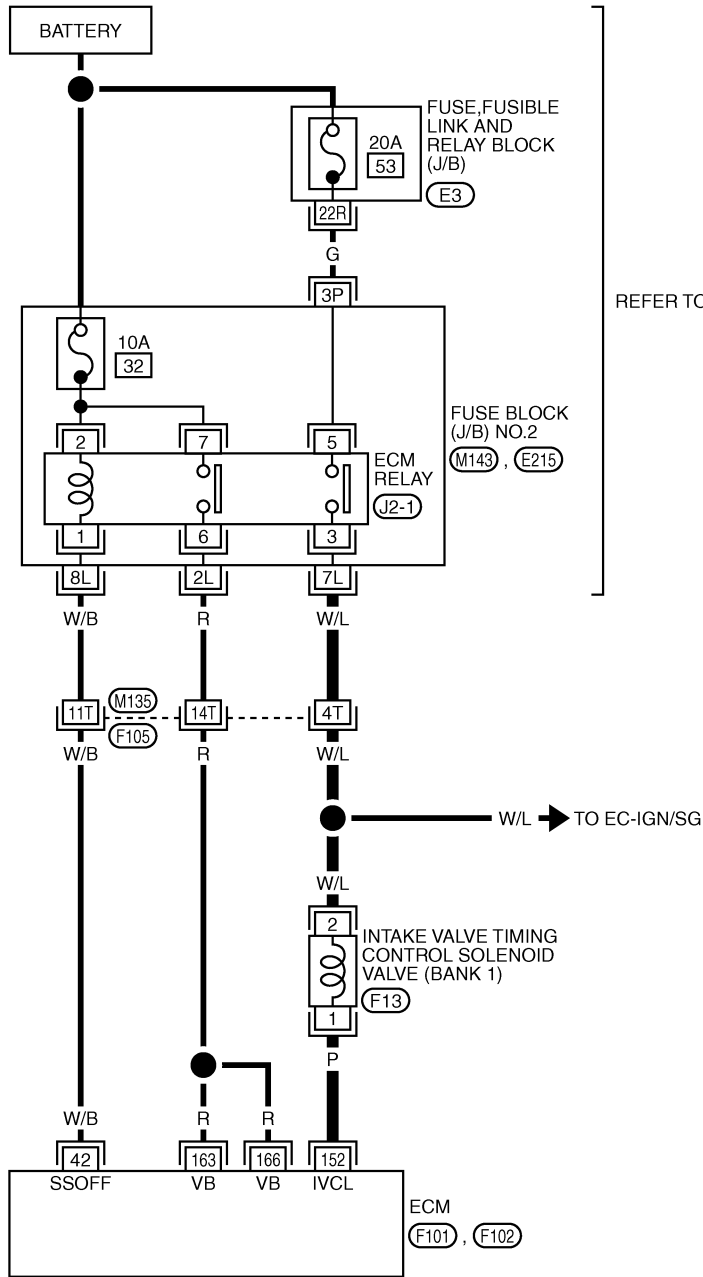 BATTERY
FUSE,FUSIBLE
LINK AND
RELAY BLOCK
(J/B)
20A
53
E3
22R
G
3P
REFER TO
10A
32
FUSE BLOCK
(J/B) NO.2
M143 , E215
2 7 5
ECM
RELAY
J2-1
1 6 3
8L 2L 7L
W/B R W/L
M135
11T 14T 4T
F105
W/B R W/L
W/L TO EC-IGN/SG
W/L
2
INTAKE VALVE TIMING
CONTROL SOLENOID
VALVE (BANK 1)
F13
1
P
W/B R R
42 163 166 152
SSOFF VB VB IVCL
ECM
F101 , F102